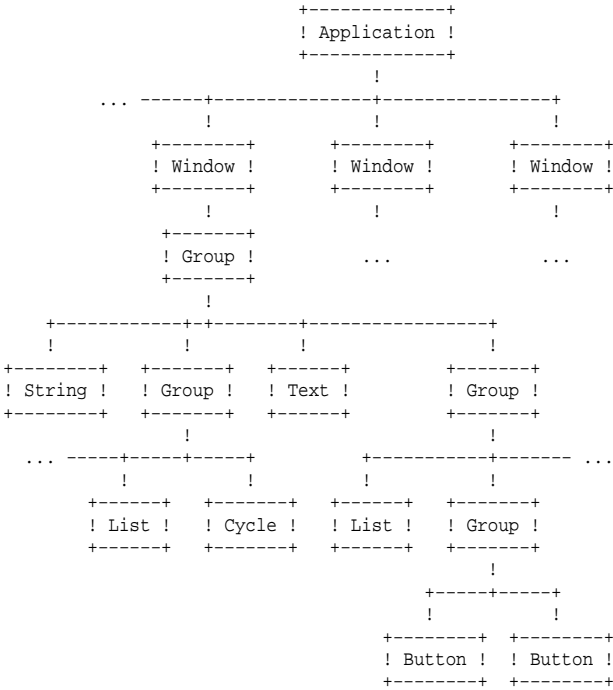 +-------------+
! Application !
+-------------+
!
... ------+---------------+----------------+
! ! !
+--------+ +--------+ +--------+
! Window ! ! Window ! ! Window !
+--------+ +--------+ +--------+
! ! !
+-------+
! Group ! ... ...
+-------+
!
+------------+-+---------+-----------------+
! ! ! !
+--------+ +-------+ +------+ +-------+
! String ! ! Group ! ! Text ! ! Group !
+--------+ +-------+ +------+ +-------+
! !
... -----+-----+-----+ +-----------+------- ...
! ! ! !
+------+ +-------+ +------+ +-------+
! List ! ! Cycle ! ! List ! ! Group !
+------+ +-------+ +------+ +-------+
!
+-----+-----+
! !
+--------+ +--------+
! Button ! ! Button !
+--------+ +--------+